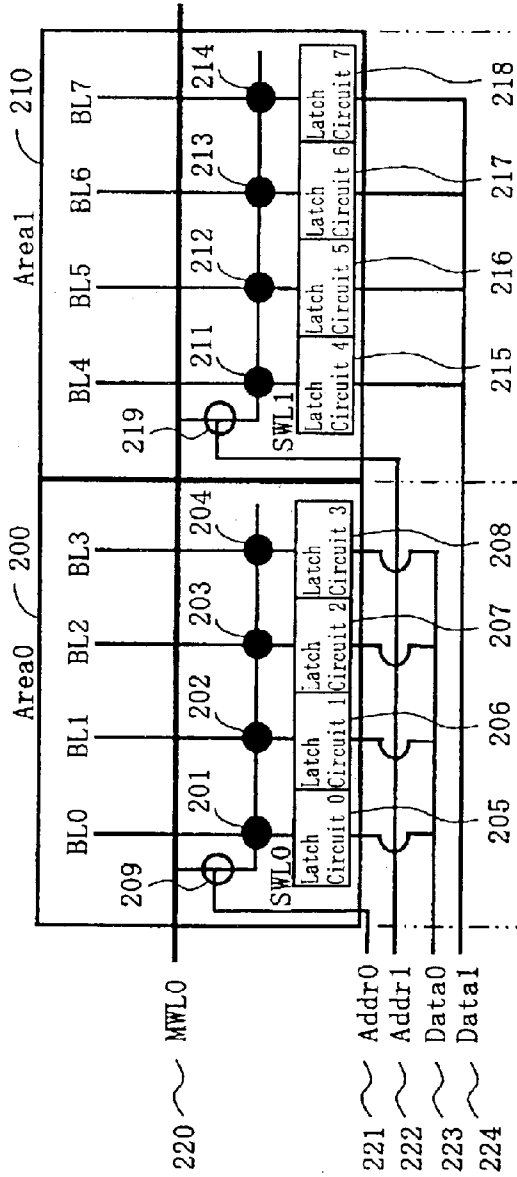 Area0
200
Area1
210
BL0
BL1
BL2
BL3
BL4
BL5
BL6
BL7
220
MWL0
209
201
202
203
204
219
211
212
213
214
SWL0
SWL1
Latch
Circuit 0
Latch
Circuit 1
Latch
Circuit 2
Latch
Circuit 3
Latch
Circuit 4
Latch
Circuit 5
Latch
Circuit 6
Latch
Circuit 7
221
Addr0
222
Addr1
223
Data0
224
Data1
205
206
207
208
215
216
217
218